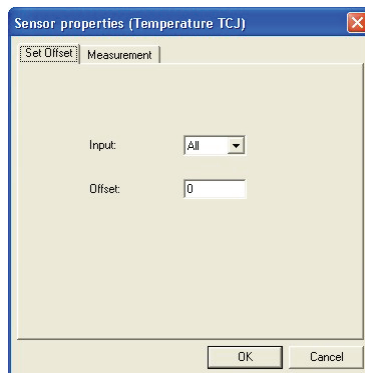 Sensor properties (Temperature TCJ)
Set Offset Measurement
Input: All
Offset: 0
OK Cancel